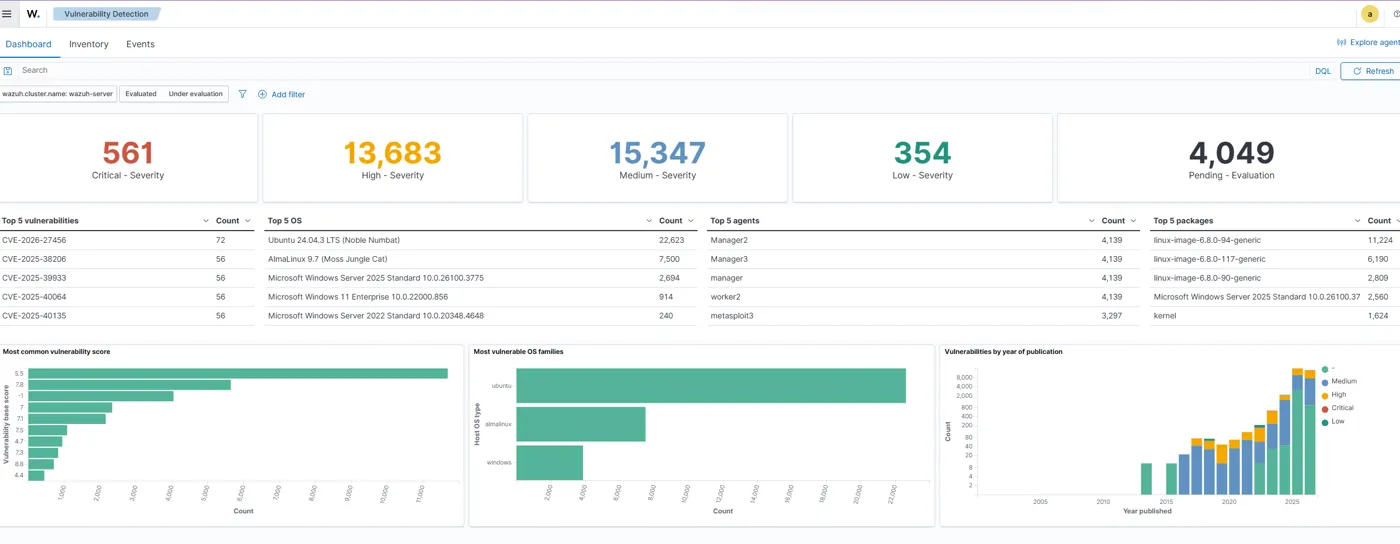 W. Vulnerability Detection a
Dashboard Inventory Events Explore agent
Search DQL Refresh
wazuh.cluster.name: wazuh-server Evaluated Under evaluation Add filter
561 13,683 15,347 354 4,049
Critical - Severity High - Severity Medium - Severity Low - Severity Pending - Evaluation
Top 5 vulnerabilities Count Top 5 OS Count Top 5 agents Count Top 5 packages Count
CVE-2026-27456 72 Ubuntu 24.04.3 LTS (Noble Numbat) 22,623 Manager2 4,139 linux-image-6.8.0-94-generic 11,224
CVE-2025-38206 56 AlmaLinux 9.7 (Moss Jungle Cat) 7,500 Manager3 4,139 linux-image-6.8.0-117-generic 6,190
CVE-2025-39933 56 Microsoft Windows Server 2025 Standard 10.0.26100.3775 2,694 manager 4,139 linux-image-6.8.0-90-generic 2,809
CVE-2025-40064 56 Microsoft Windows 11 Enterprise 10.0.22000.856 914 worker2 4,139 Microsoft Windows Server 2025 Standard 10.0.26100.37 2,560
CVE-2025-40135 56 Microsoft Windows Server 2022 Standard 10.0.20348.4648 240 metasploit3 3,297 kernel 1,624
Most common vulnerability score
Vulnerability base score
5.5
7.8
-1
7
7.1
7.5
4.7
7.3
8.8
4.4
1,000 2,000 3,000 4,000 5,000 6,000 7,000 8,000 9,000 10,000 11,000
Count
Most vulnerable OS families
Host OS type
ubuntu
almalinux
windows
2,000 4,000 6,000 8,000 10,000 12,000 14,000 16,000 18,000 20,000 22,000
Count
Vulnerabilities by year of publication
Count
8,000
4,000
2,000
800
400
200
80
40
20
8
4
2
2005 2010 2015 2020 2025
Year published
-
Medium
High
Critical
Low